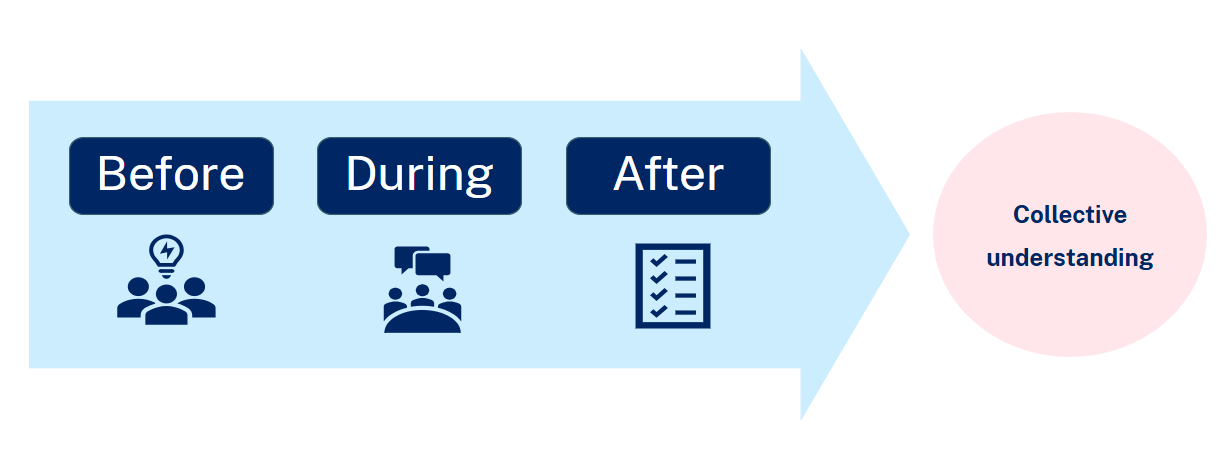 Before
During
After
Collective
understanding